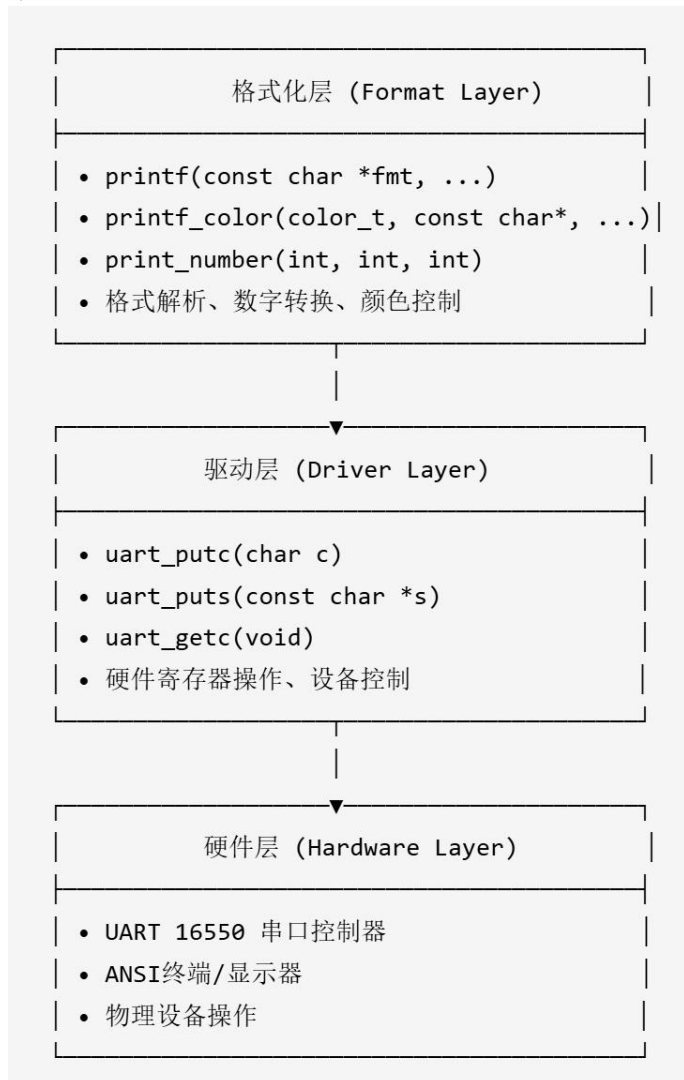 格式化层 (Format Layer)
• printf(const char *fmt, ...)
• printf_color(color_t, const char*, ...)
• print_number(int, int, int)
• 格式解析、数字转换、颜色控制
驱动层 (Driver Layer)
• uart_putc(char c)
• uart_puts(const char *s)
• uart_getc(void)
• 硬件寄存器操作、设备控制
硬件层 (Hardware Layer)
• UART 16550 串口控制器
• ANSI终端/显示器
• 物理设备操作